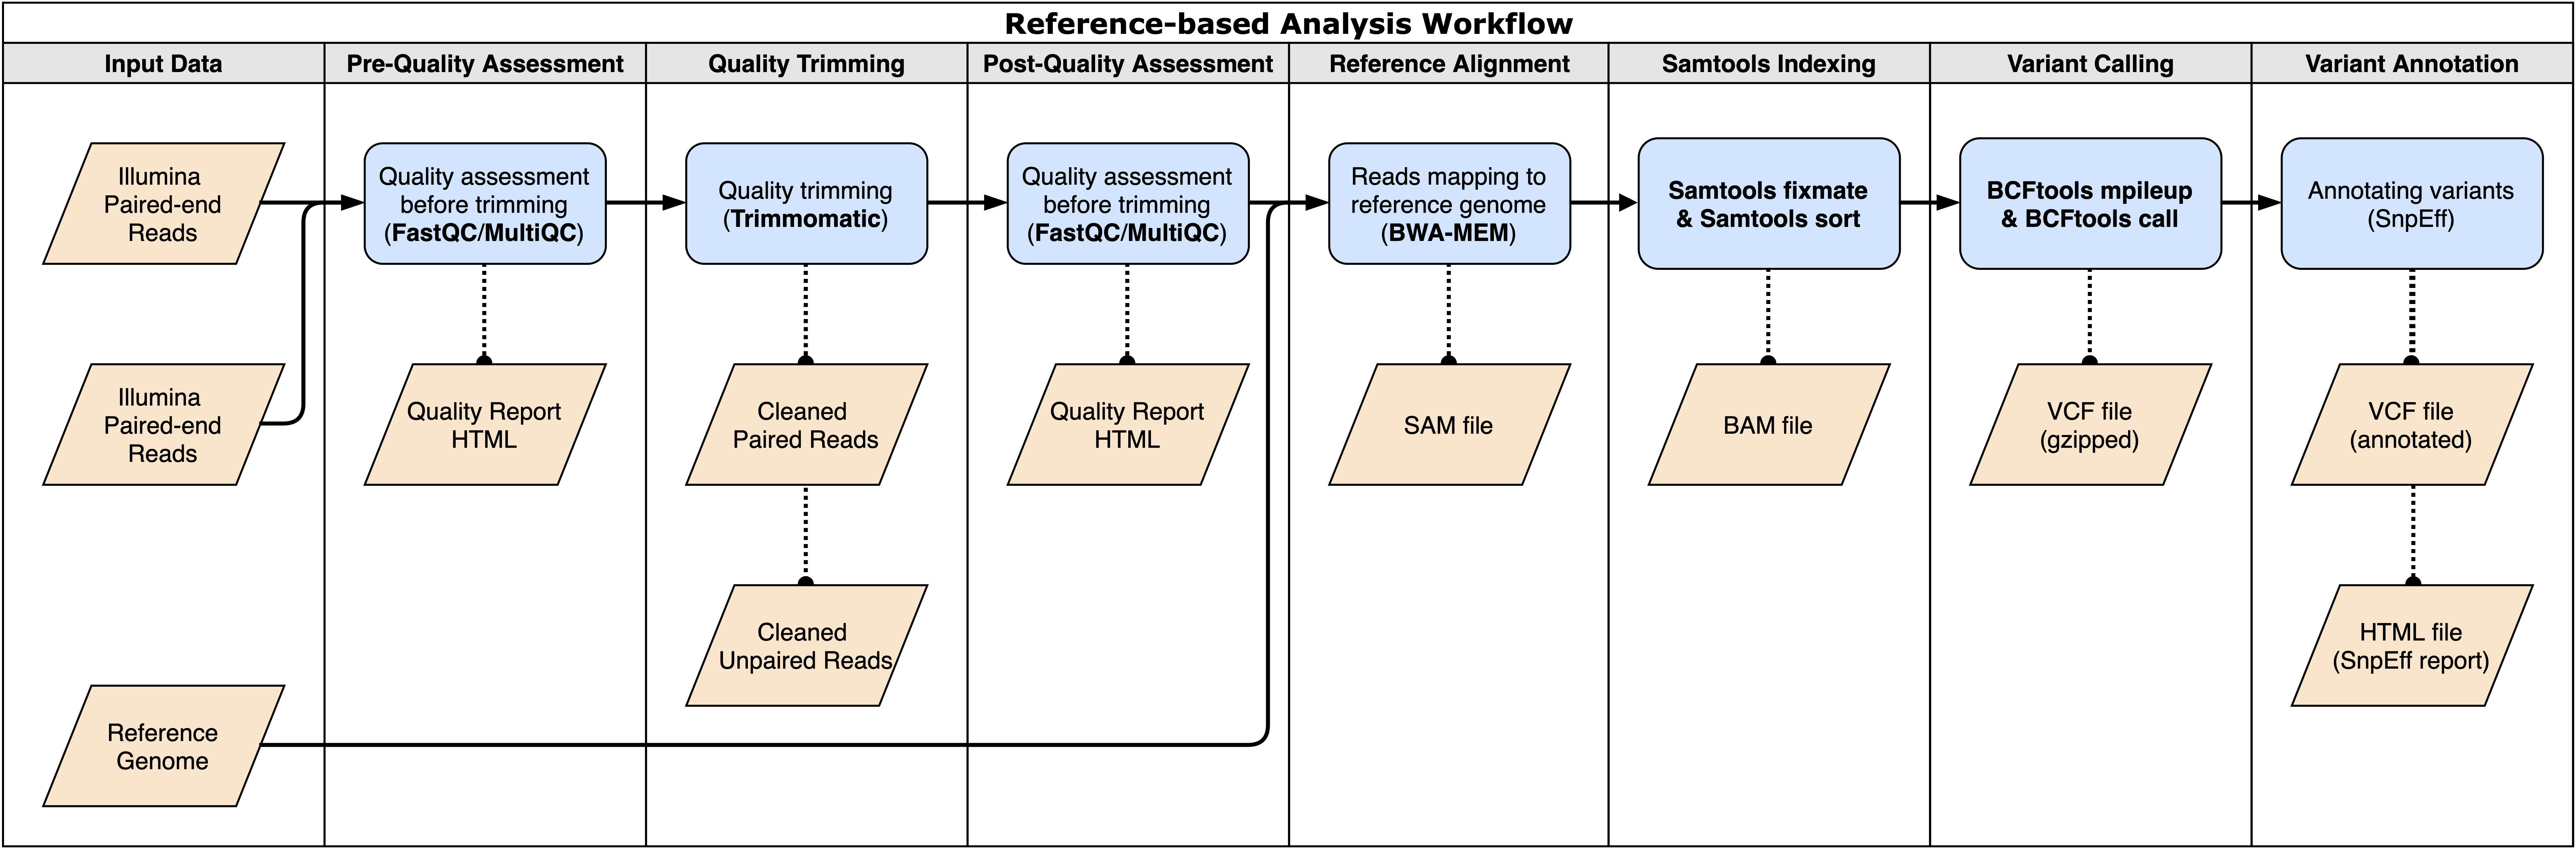 Reference-based Analysis Workflow
Input Data
Pre-Quality Assessment
Quality Trimming
Post-Quality Assessment
Reference Alignment
Samtools Indexing
Variant Calling
Variant Annotation
Illumina
Paired-end
Reads
Quality assessment
before trimming
(FastQC/MultiQC)
Quality trimming
(Trimmomatic)
Quality assessment
before trimming
(FastQC/MultiQC)
Reads mapping to
reference genome
(BWA-MEM)
Samtools fixmate
& Samtools sort
BCFtools mpileup
& BCFtools call
Annotating variants
(SnpEff)
Illumina
Paired-end
Reads
Quality Report
HTML
Cleaned
Paired Reads
Quality Report
HTML
SAM file
BAM file
VCF file
(gzipped)
VCF file
(annotated)
Cleaned
Unpaired Reads
HTML file
(SnpEff report)
Reference
Genome